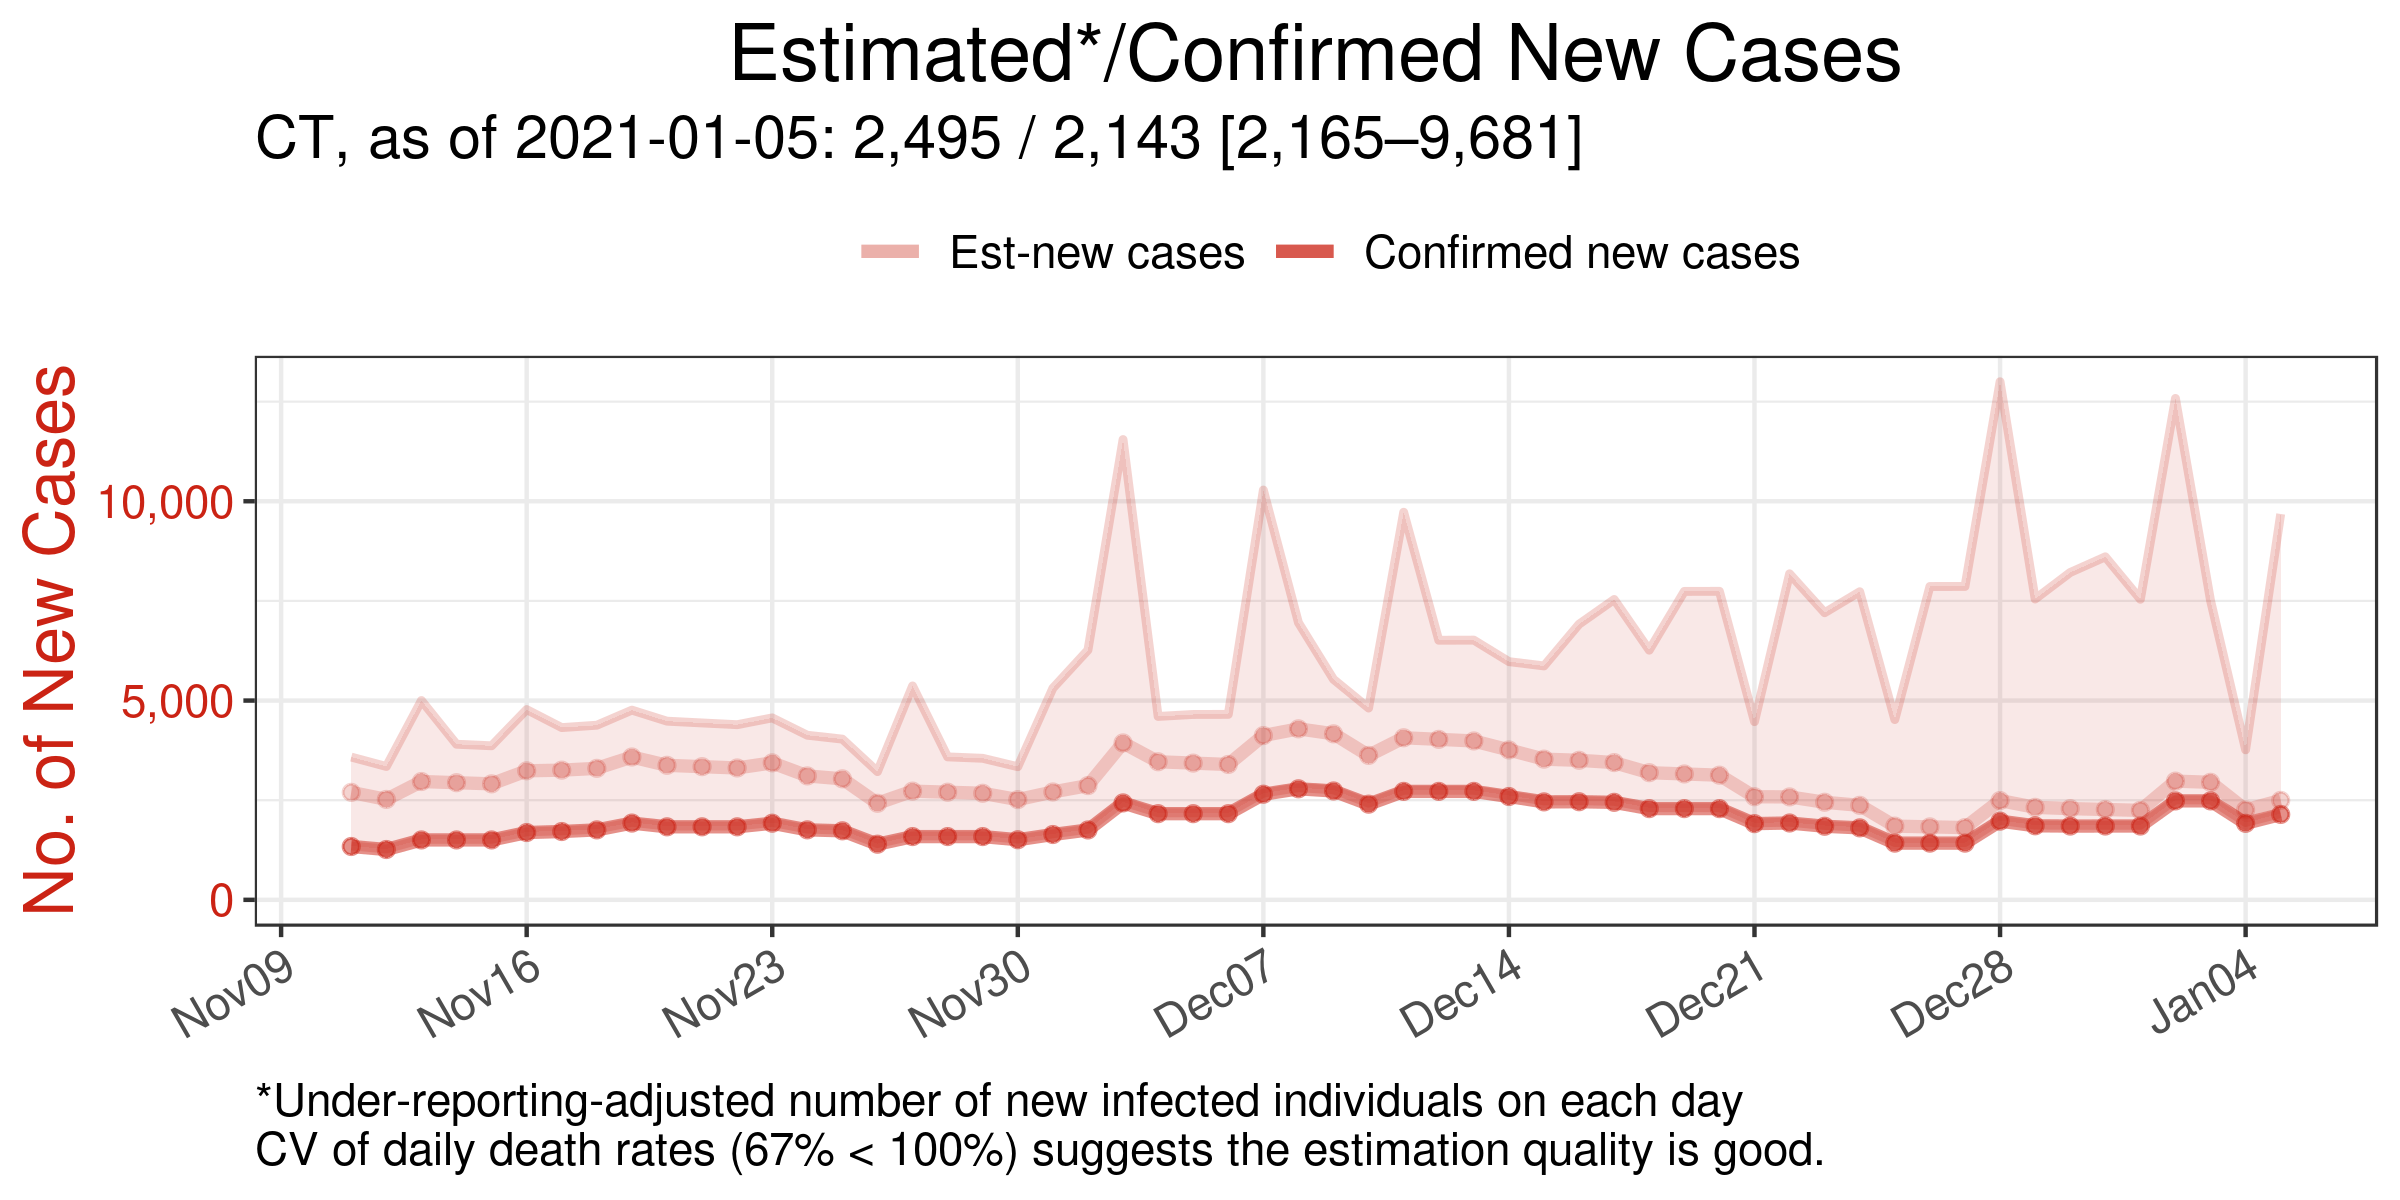 Estimated*/Confirmed New Cases
CT, as of 2021-01-05: 2,495 / 2,143 [2,165–9,681]
Est-new cases
Confirmed new cases
No. of New Cases
10,000
5,000
0
Nov09
Nov16
Nov23
Nov30
Dec07
Dec14
Dec21
Dec28
Jan04
*Under-reporting-adjusted number of new infected individuals on each day
CV of daily death rates (67% < 100%) suggests the estimation quality is good.